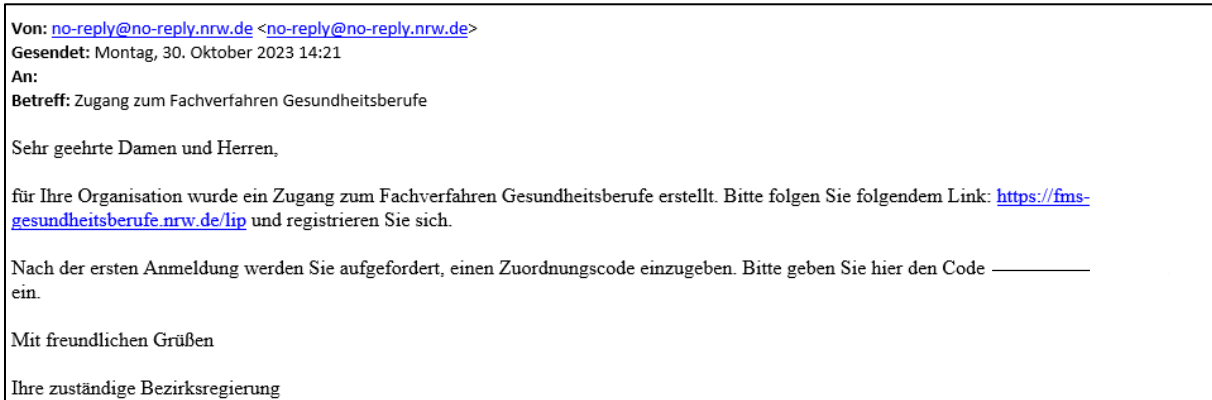 Von: no-reply@no-reply.nrw.de <no-reply@no-reply.nrw.de>
Gesendet: Montag, 30. Oktober 2023 14:21
An:
Betreff: Zugang zum Fachverfahren Gesundheitsberufe
Sehr geehrte Damen und Herren,
für Ihre Organisation wurde ein Zugang zum Fachverfahren Gesundheitsberufe erstellt. Bitte folgen Sie folgendem Link: https://fms-
gesundheitsberufe.nrw.de/lip und registrieren Sie sich.
Nach der ersten Anmeldung werden Sie aufgefordert, einen Zuordnungscode einzugeben. Bitte geben Sie hier den Code
ein.
Mit freundlichen Grüßen
Ihre zuständige Bezirksregierung